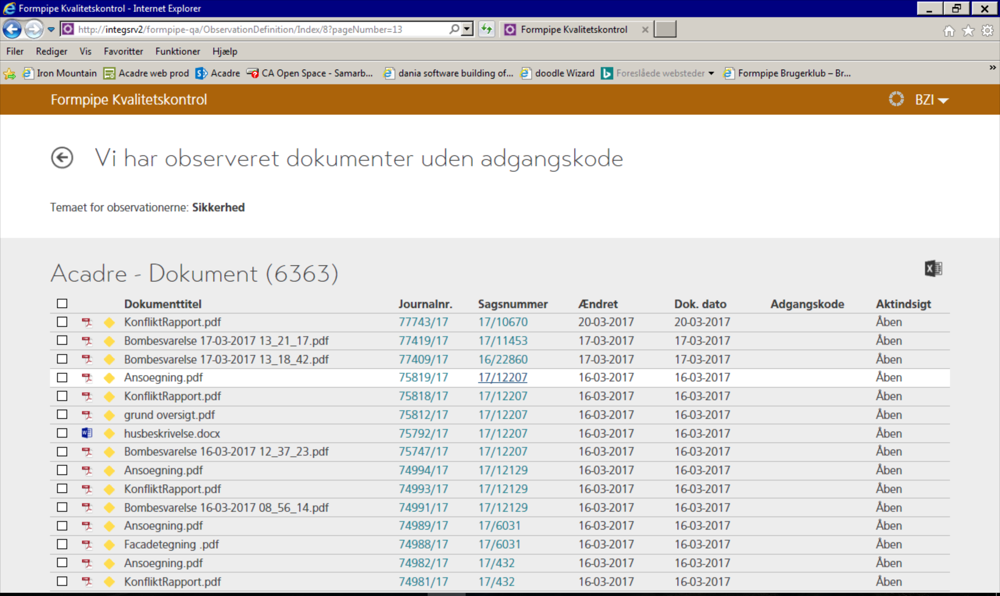 Formpipe Kvalitetskontrol - Internet Explorer
http://integsrv2/formpipe-qa/ObservationDefinition/Index/8?pageNumber=13
Formpipe Kvalitetskontrol
Filer Rediger Vis Favoritter Funktioner Hjælp
Iron Mountain Acadre web prod Acadre CA Open Space - Samarb... dania software building of... doodle Wizard Foreslåede websteder Formpipe Brugerklub – Br... »
Formpipe Kvalitetskontrol BZI
Vi har observeret dokumenter uden adgangskode
Temaet for observationerne: Sikkerhed
Acadre - Dokument (6363)
Dokumenttitel Journalnr. Sagsnummer Ændret Dok. dato Adgangskode Aktindsigt
KonfliktRapport.pdf 77743/17 17/10670 20-03-2017 20-03-2017 Åben
Bombesvarelse 17-03-2017 13_21_17.pdf 77419/17 17/11453 17-03-2017 17-03-2017 Åben
Bombesvarelse 17-03-2017 13_18_42.pdf 77409/17 16/22860 17-03-2017 17-03-2017 Åben
Ansoegning.pdf 75819/17 17/12207 16-03-2017 16-03-2017 Åben
KonfliktRapport.pdf 75818/17 17/12207 16-03-2017 16-03-2017 Åben
grund oversigt.pdf 75812/17 17/12207 16-03-2017 16-03-2017 Åben
husbeskrivelse.docx 75792/17 17/12207 16-03-2017 16-03-2017 Åben
Bombesvarelse 16-03-2017 12_37_23.pdf 75747/17 17/12207 16-03-2017 16-03-2017 Åben
Ansoegning.pdf 74994/17 17/12129 16-03-2017 16-03-2017 Åben
KonfliktRapport.pdf 74993/17 17/12129 16-03-2017 16-03-2017 Åben
Bombesvarelse 16-03-2017 08_56_14.pdf 74991/17 17/12129 16-03-2017 16-03-2017 Åben
Ansoegning.pdf 74989/17 17/6031 16-03-2017 16-03-2017 Åben
Facadetegning .pdf 74988/17 17/6031 16-03-2017 16-03-2017 Åben
Ansoegning.pdf 74982/17 17/432 16-03-2017 16-03-2017 Åben
KonfliktRapport.pdf 74981/17 17/432 16-03-2017 16-03-2017 Åben